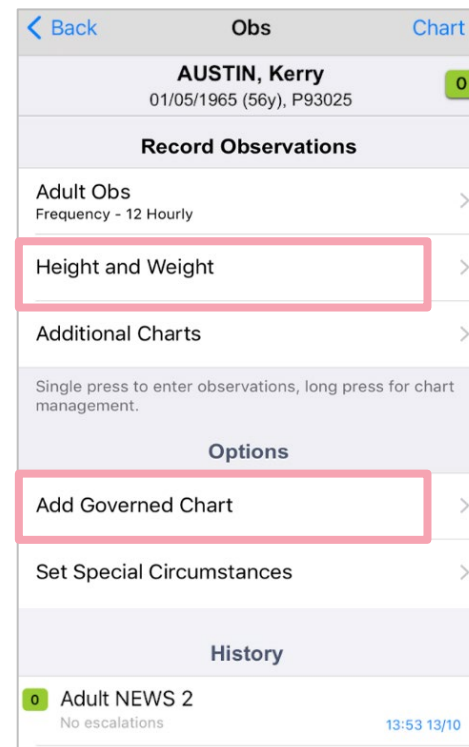 Back Obs Chart
AUSTIN, Kerry
01/05/1965 (56y), P93025
0
Record Observations
Adult Obs
Frequency - 12 Hourly
Height and Weight
Additional Charts
Single press to enter observations, long press for chart
management.
Options
Add Governed Chart
Set Special Circumstances
History
0 Adult NEWS 2
No escalations 13:53 13/10